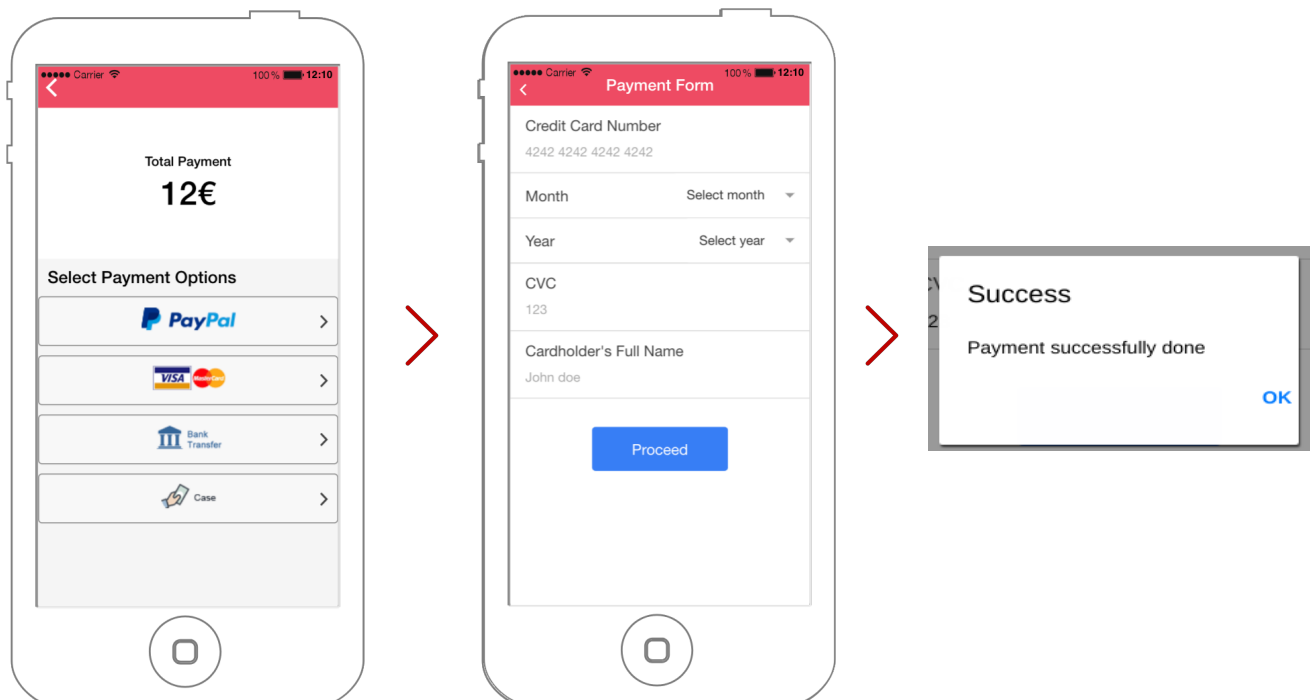 Carrier 100% 12:10
Total Payment
12€
Select Payment Options
PayPal
VISA MasterCard
Bank
Transfer
Case
Carrier 100% 12:10
Payment Form
Credit Card Number
4242 4242 4242 4242
Month Select month
Year Select year
CVC
123
Cardholder's Full Name
John doe
Proceed
Success
Payment successfully done
OK